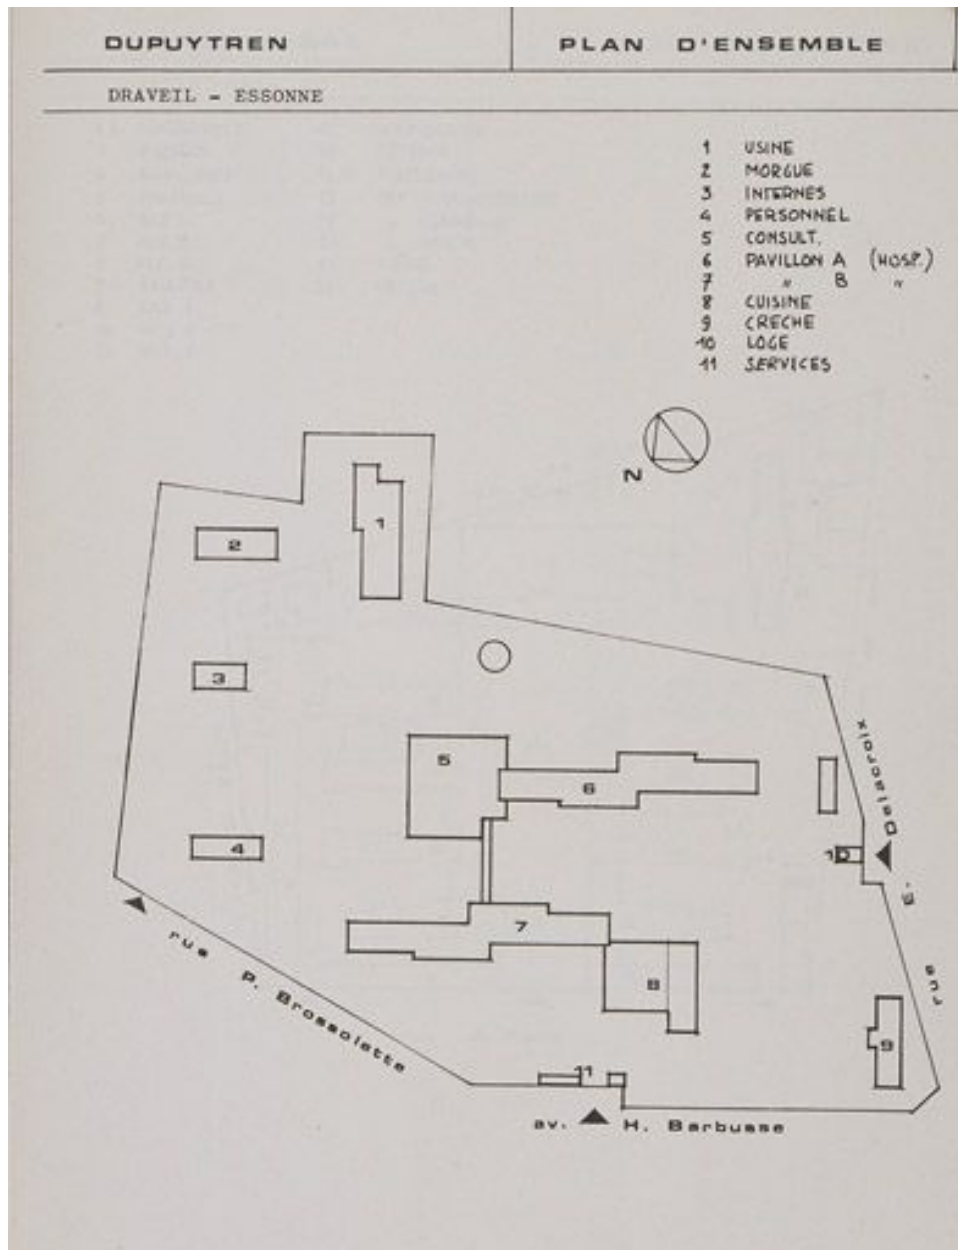 DUPUYTREN
PLAN D'ENSEMBLE
DRAVEIL - ESSONNE
1 USINE
2 MORGUE
3 INTERNES
4 PERSONNEL
5 CONSULT.
6 PAVILLON A (HOSP.)
7 " B "
8 CUISINE
9 CRECHE
10 LOGE
11 SERVICES
N
1
2
3
4
5
6
7
8
9
10
11
rue E. Delacroix
rue P. Brossolette
av. H. Barbusse